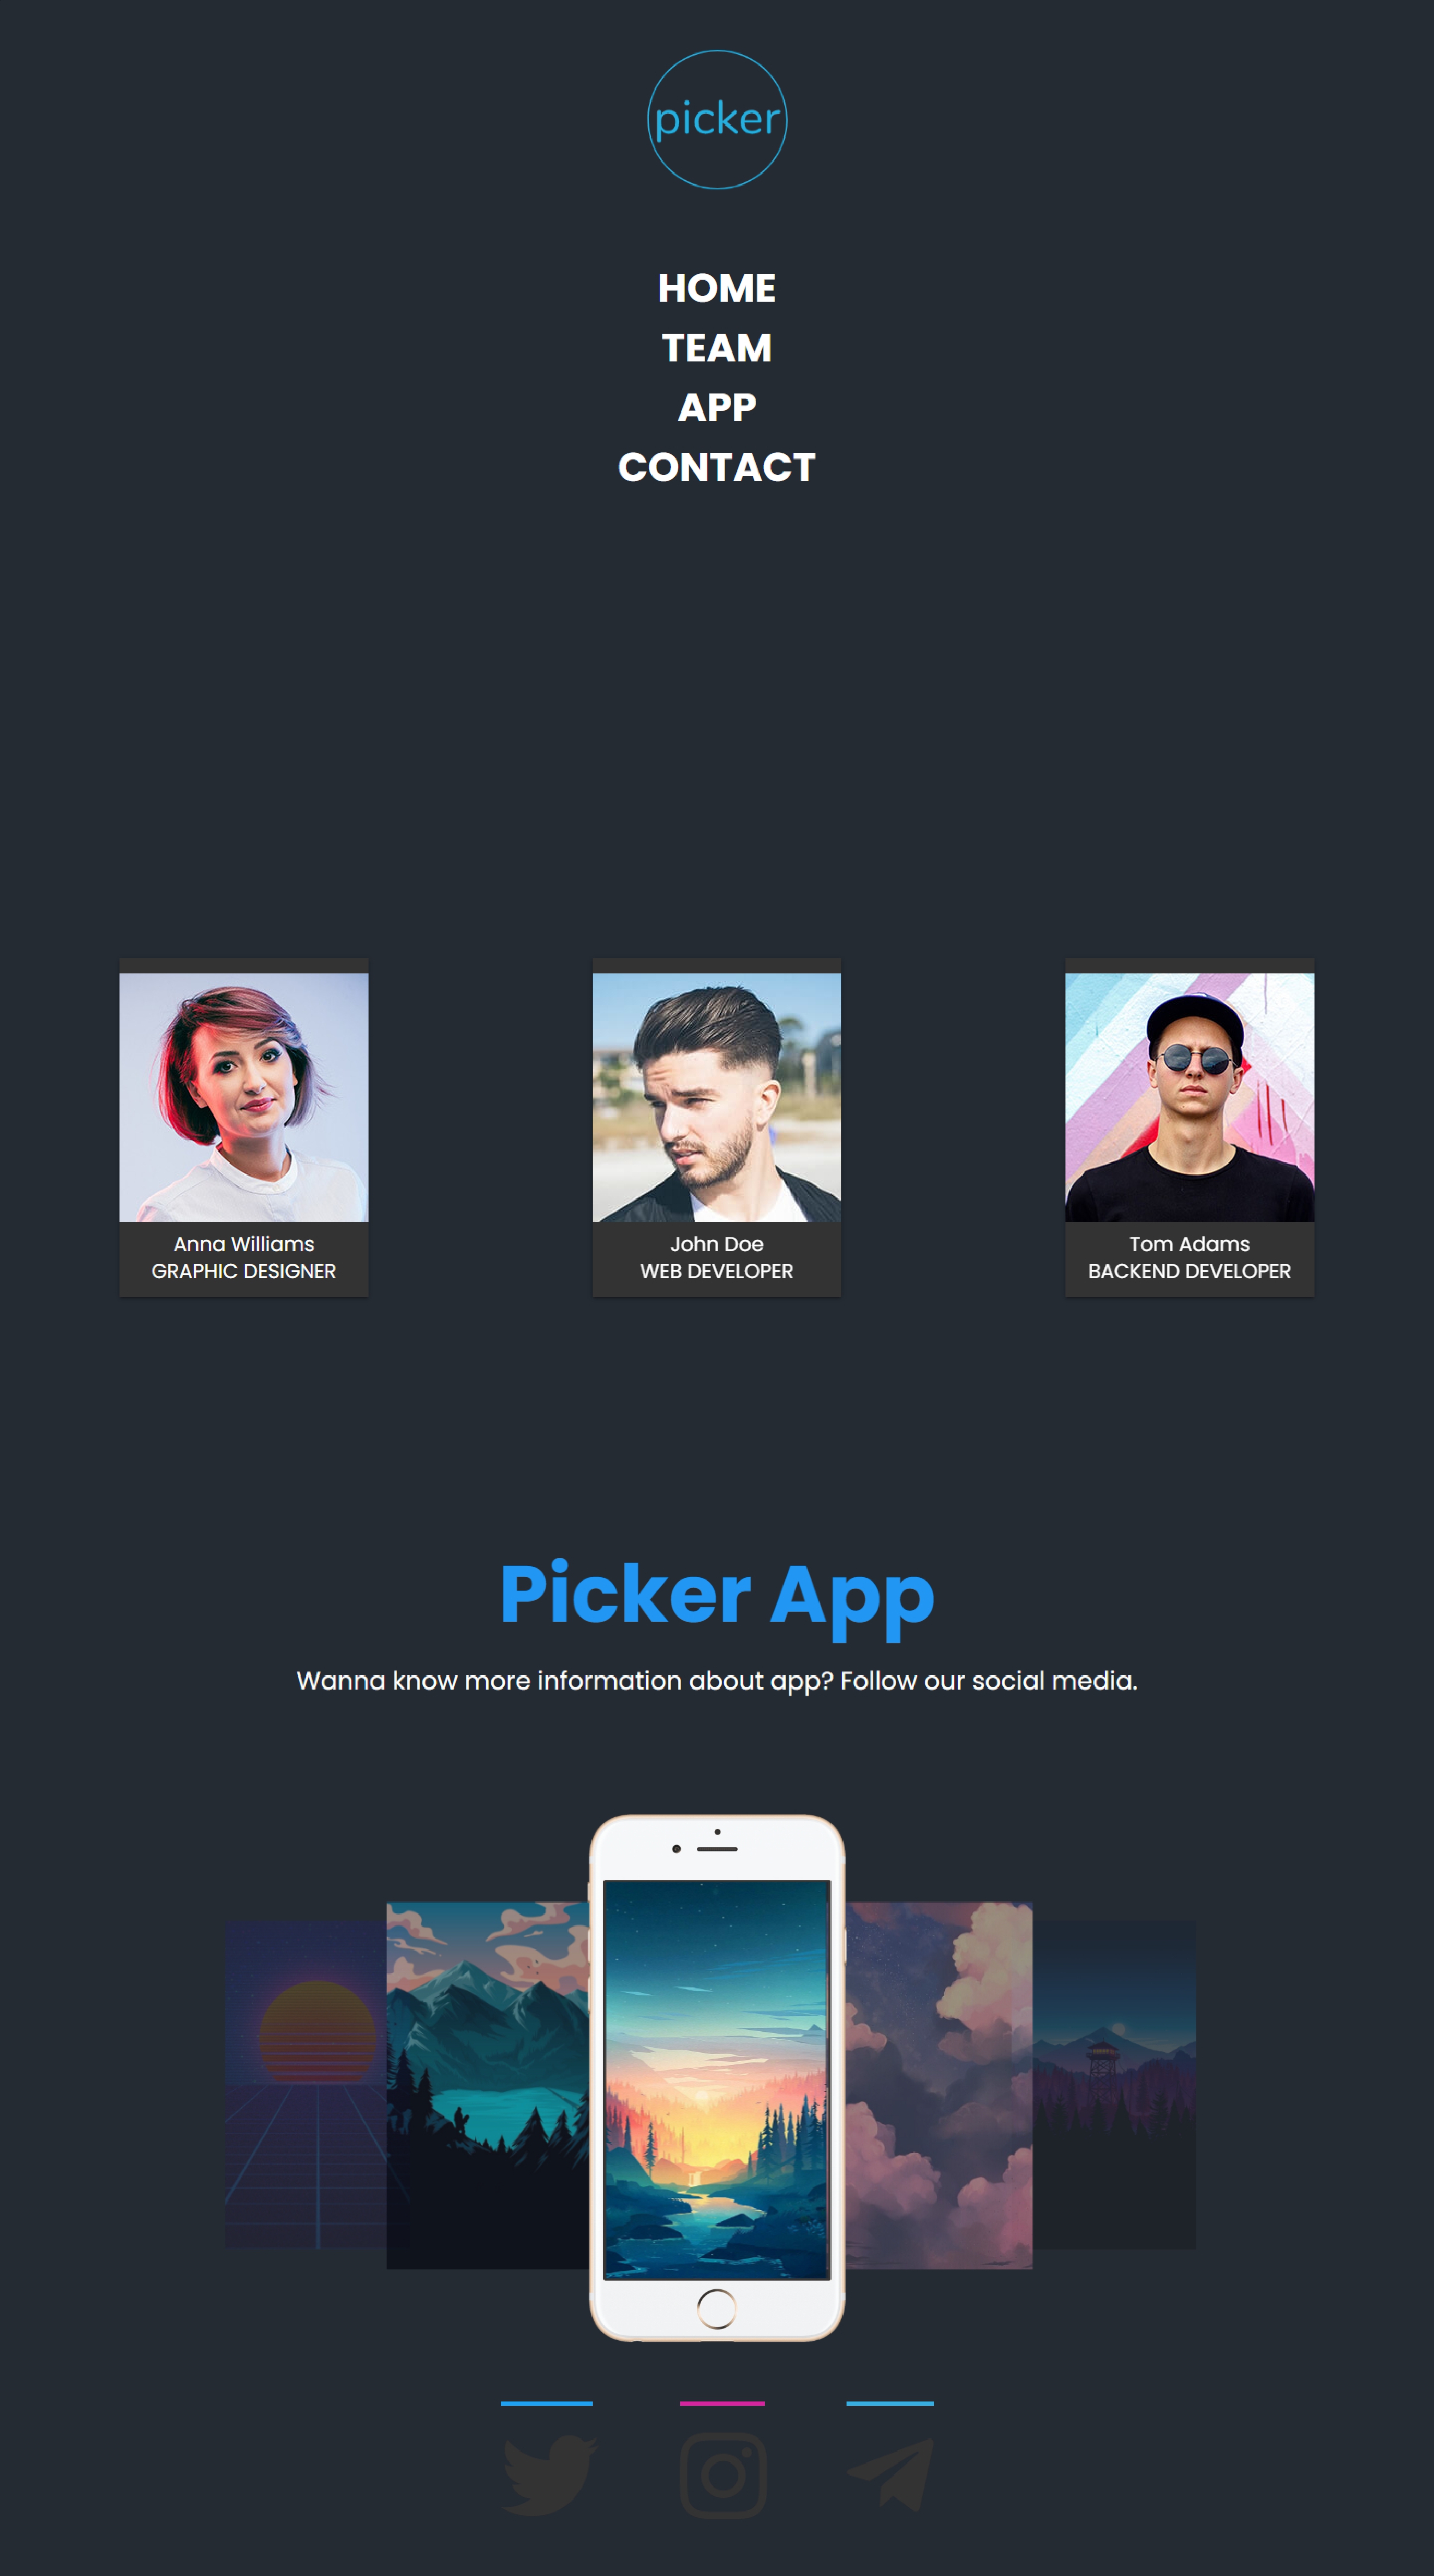 picker
HOME
TEAM
APP
CONTACT
Anna Williams
GRAPHIC DESIGNER
John Doe
WEB DEVELOPER
Tom Adams
BACKEND DEVELOPER
Picker App
Wanna know more information about app? Follow our social media.